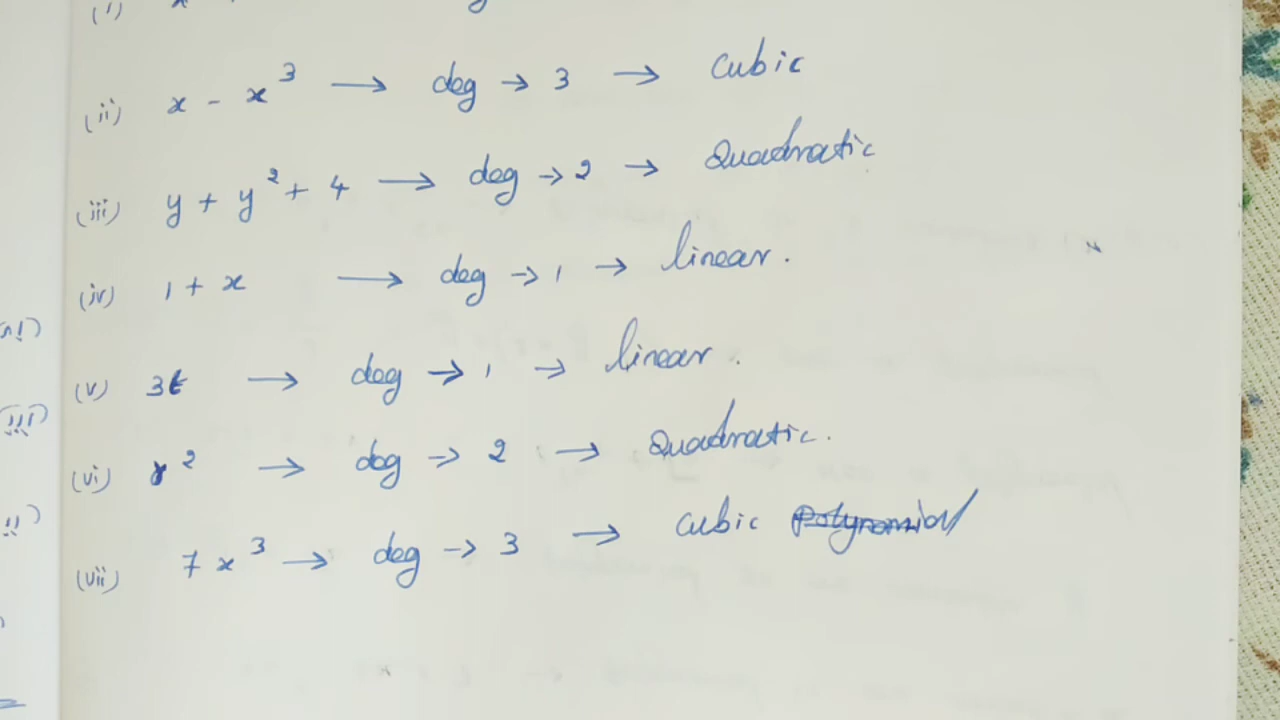 (i)
(ii) x - x³ → deg → 3 → cubic
(iii) y + y² + 4 → deg → 2 → Quadratic
(iv) 1 + x → deg → 1 → linear.
(v) 3t → deg → 1 → linear.
(vi) r² → deg → 2 → Quadratic.
(vii) 7x³ → deg → 3 → cubic polynomial